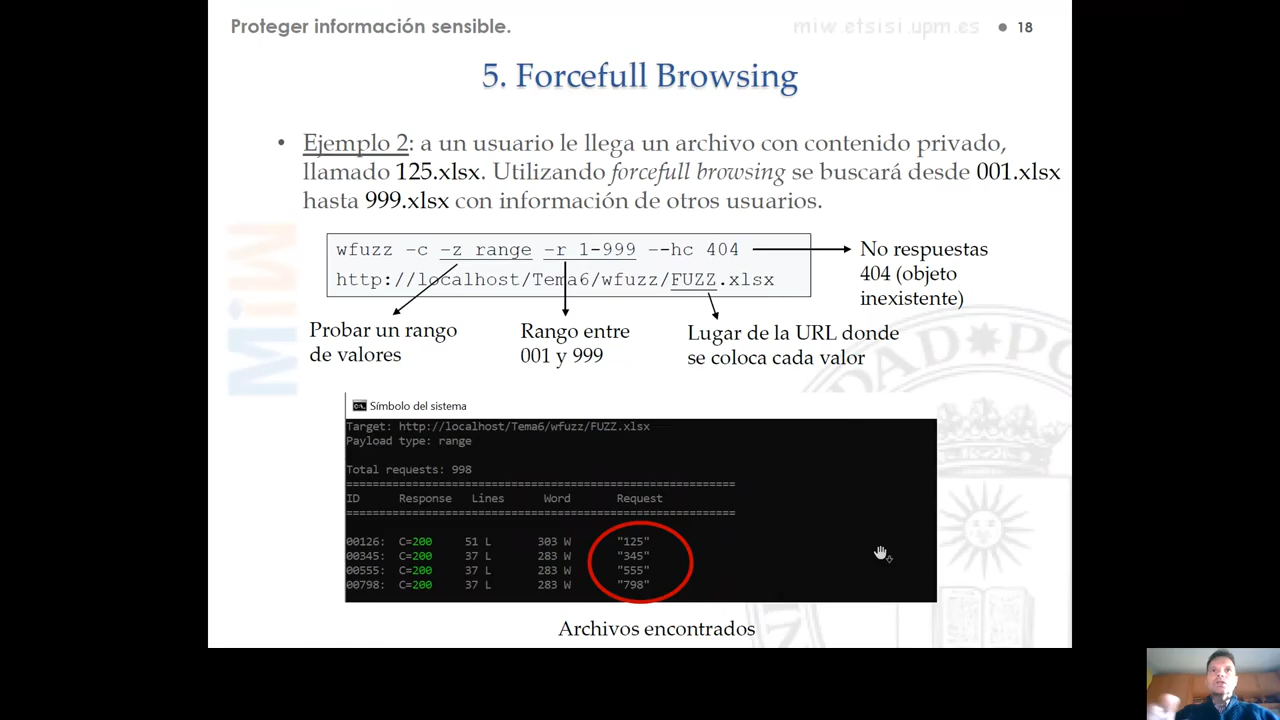 Proteger información sensible.
miw.etsisi.upm.es
18
5. Forcefull Browsing
• Ejemplo 2: a un usuario le llega un archivo con contenido privado,
llamado 125.xlsx. Utilizando forcefull browsing se buscará desde 001.xlsx
hasta 999.xlsx con información de otros usuarios.
wfuzz –c –z range –r 1-999 --hc 404
http://localhost/Tema6/wfuzz/FUZZ.xlsx
No respuestas
404 (objeto
inexistente)
Probar un rango
de valores
Rango entre
001 y 999
Lugar de la URL donde
se coloca cada valor
MiW
DAD POL
Símbolo del sistema
Target: http://localhost/Tema6/wfuzz/FUZZ.xlsx
Payload type: range
Total requests: 998
==================================================================
ID Response Lines Word Request
==================================================================
00126: C=200 51 L 303 W "125"
00345: C=200 37 L 283 W "345"
00555: C=200 37 L 283 W "555"
00798: C=200 37 L 283 W "798"
Archivos encontrados